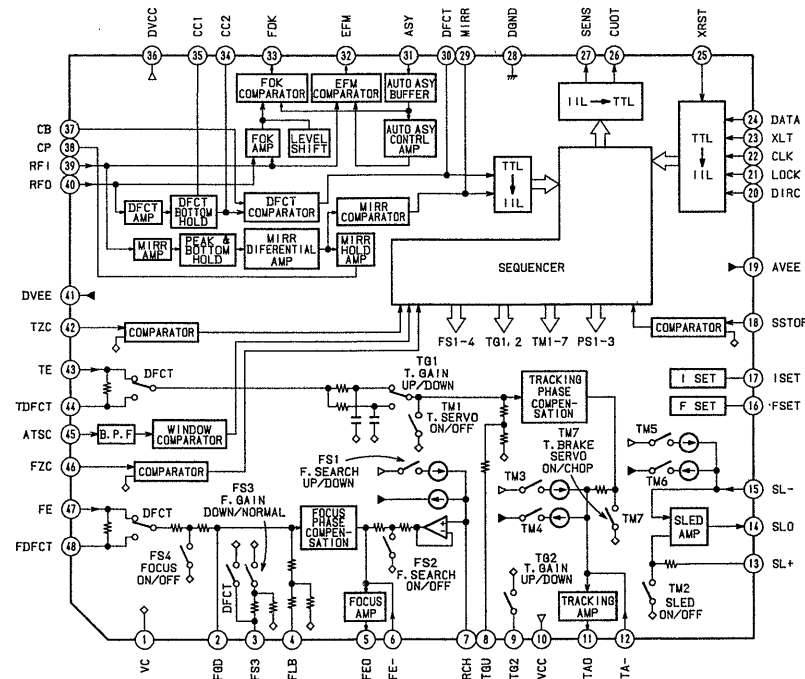 DVCC
CC1
CC2
FOK
EFM
ASY
DFCT
MIRR
DGND
SENS
CUOT
XRST
36
35
34
33
32
31
30
29
28
27
26
25
FOK
COMPARATOR
EFM
COMPARATOR
AUTO ASY
BUFFER
IIL → TTL
FOK
AMP
LEVEL
SHIFT
AUTO ASY
CONTRL
AMP
TTL
↓
IIL
TTL
↓
IIL
CB 37
CP 38
RFI 39
RFO 40
24 DATA
23 XLT
22 CLK
21 LOCK
20 DIRC
DFCT
AMP
DFCT
BOTTOM
HOLD
DFCT
COMPARATOR
MIRR
COMPARATOR
MIRR
AMP
PEAK &
BOTTOM
HOLD
MIRR
DIFERENTIAL
AMP
MIRR
HOLD
AMP
SEQUENCER
19 AVEE
DVEE 41
TZC 42
COMPARATOR
FS1-4
TG1, 2
TM1-7
PS1-3
COMPARATOR
18 SSTOP
TE 43
DFCT
TDFCT 44
TG1
T. GAIN
UP/DOWN
TM1
T. SERVO
ON/OFF
TRACKING
PHASE
COMPEN-
SATION
I SET
17 ISET
F SET
16 FSET
ATSC 45
B.P.F
WINDOW
COMPARATOR
FZC 46
COMPARATOR
FS1
F. SEARCH
UP/DOWN
TM7
T. BRAKE
SERVO
ON/CHOP
TM5
TM6
15 SL-
FS3
F. GAIN
DOWN/NORMAL
TM3
TM4
TM7
FE 47
DFCT
FDFCT 48
FS4
FOCUS
ON/OFF
FOCUS
PHASE
COMPEN-
SATION
FS2
F. SEARCH
ON/OFF
SLED
AMP
14 SLO
13 SL+
DFCT
TG2
T. GAIN
UP/DOWN
TM2
SLED
ON/OFF
FOCUS
AMP
TRACKING
AMP
1
2
3
4
5
6
7
8
9
10
11
12
VC
FGD
FS3
FLB
FEO
FE-
RCH
TGU
TG2
VCC
TAO
TA-